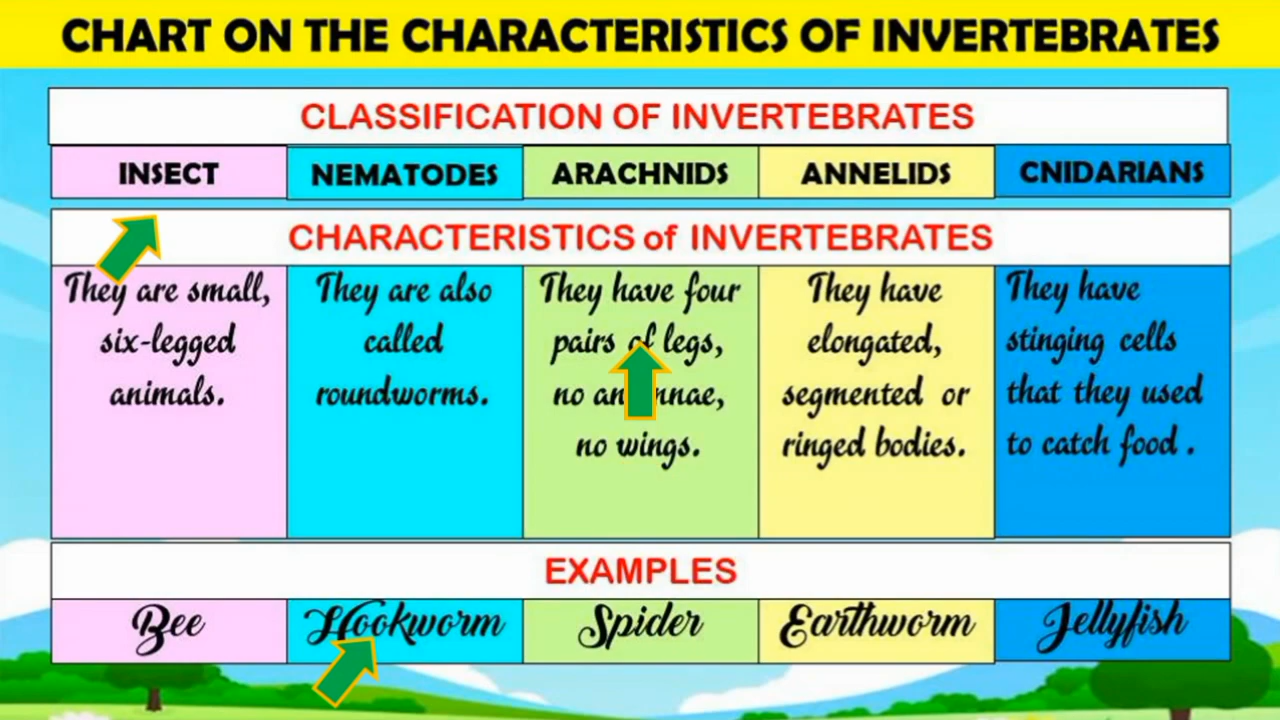 CHART ON THE CHARACTERISTICS OF INVERTEBRATES
CLASSIFICATION OF INVERTEBRATES
INSECT
NEMATODES
ARACHNIDS
ANNELIDS
CNIDARIANS
CHARACTERISTICS of INVERTEBRATES
They are small,
six-legged
animals.
They are also
called
roundworms.
They have four
pairs of legs,
no antennae,
no wings.
They have
elongated,
segmented or
ringed bodies.
They have
stinging cells
that they used
to catch food .
EXAMPLES
Bee
Hookworm
Spider
Earthworm
Jellyfish